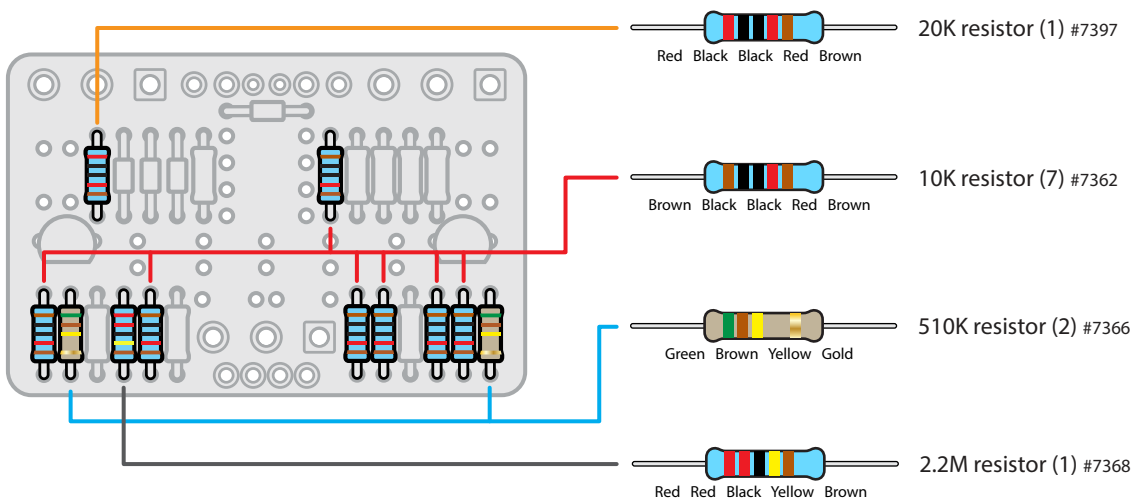 20K resistor (1) #7397
Red Black Black Red Brown
10K resistor (7) #7362
Brown Black Black Red Brown
510K resistor (2) #7366
Green Brown Yellow Gold
2.2M resistor (1) #7368
Red Red Black Yellow Brown